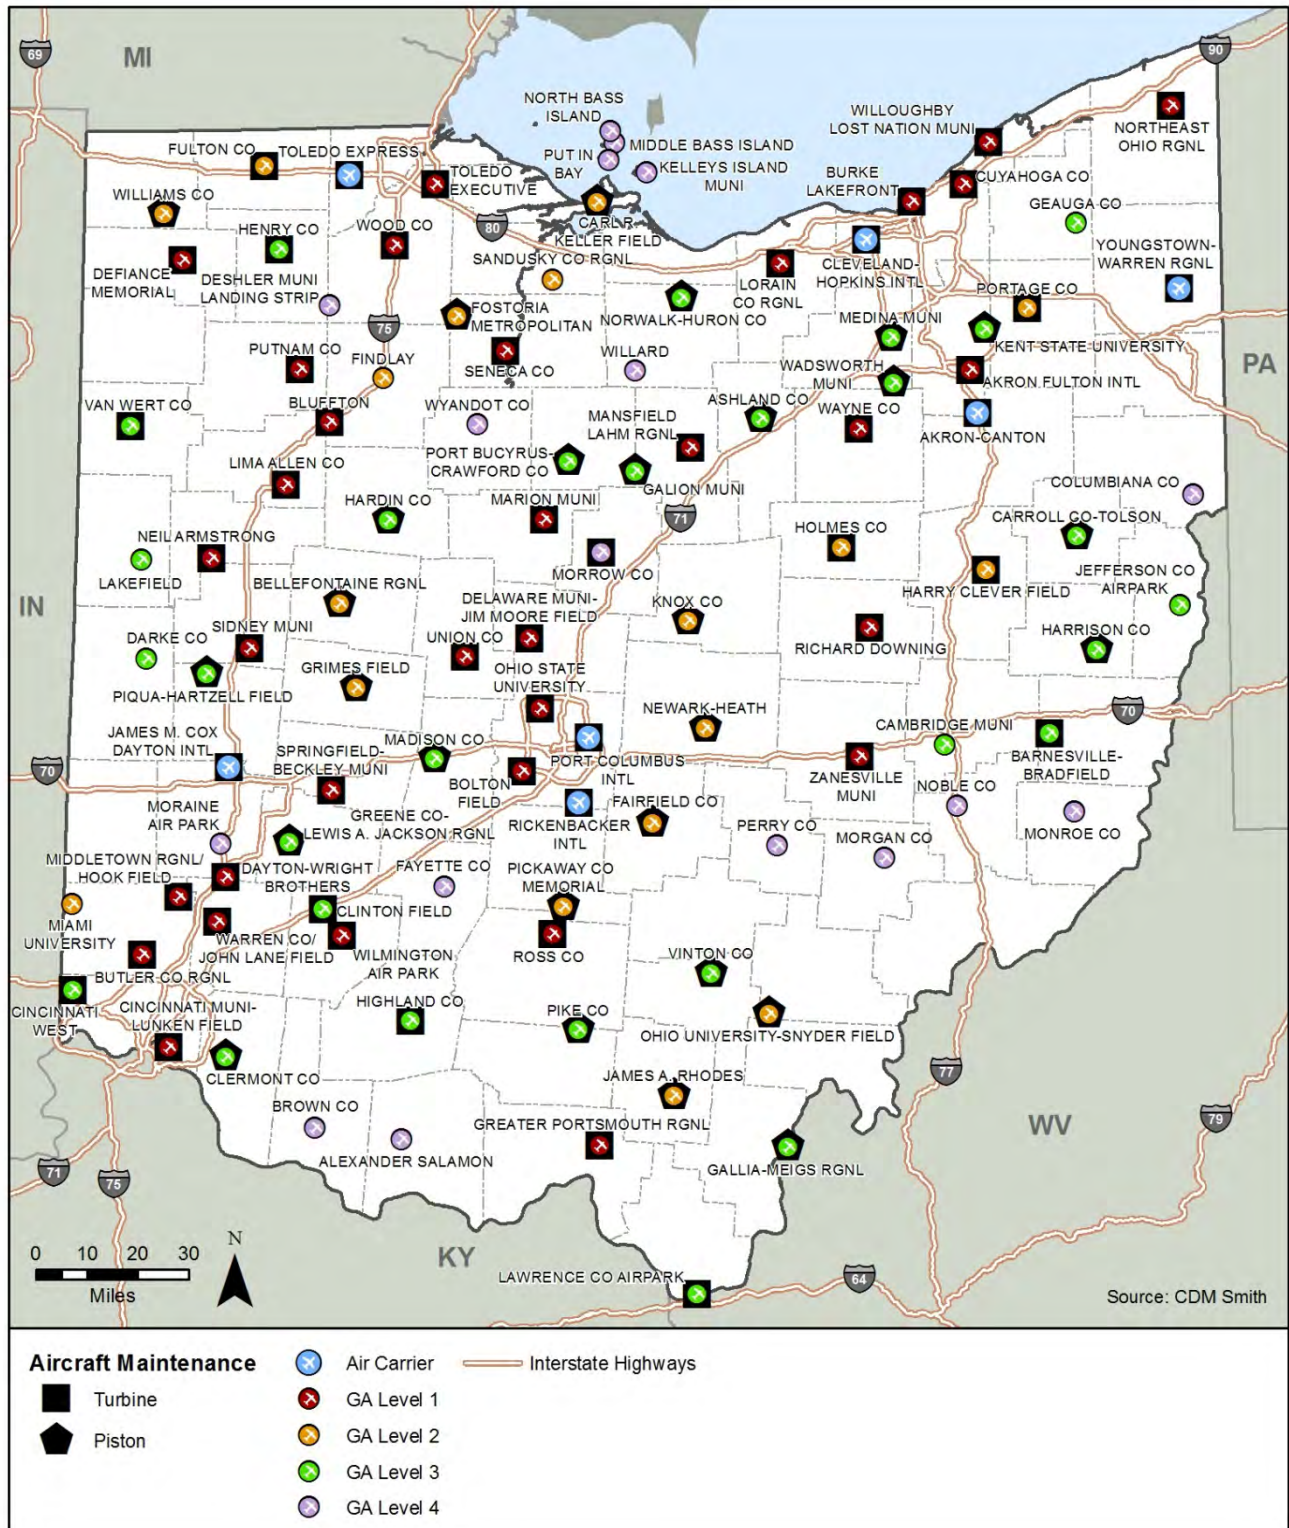 69
MI
90
NORTH BASS
ISLAND
MIDDLE BASS ISLAND
PUT IN
BAY
KELLEYS ISLAND
MUNI
WILLOUGHBY
LOST NATION MUNI
NORTHEAST
OHIO RGNL
FULTON CO
TOLEDO EXPRESS
TOLEDO
EXECUTIVE
BURKE
LAKEFRONT
CUYAHOGA CO
WILLIAMS CO
GEAUGA CO
HENRY CO
WOOD CO
80
CARL R.
KELLER FIELD
SANDUSKY CO RGNL
DEFIANCE
MEMORIAL
DESHLER MUNI
LANDING STRIP
LORAIN
CO RGNL
CLEVELAND-
HOPKINS INTL
YOUNGSTOWN-
WARREN RGNL
PORTAGE CO
FOSTORIA
METROPOLITAN
NORWALK-HURON CO
MEDINA MUNI
75
PUTNAM CO
FINDLAY
SENECA CO
WILLARD
WADSWORTH
MUNI
KENT STATE UNIVERSITY
AKRON FULTON INTL
PA
VAN WERT CO
BLUFFTON
WYANDOT CO
MANSFIELD
LAHM RGNL
ASHLAND CO
WAYNE CO
AKRON-CANTON
PORT BUCYRUS-
CRAWFORD CO
LIMA ALLEN CO
GALION MUNI
COLUMBIANA CO
HARDIN CO
MARION MUNI
71
HOLMES CO
CARROLL CO-TOLSON
NEIL ARMSTRONG
LAKEFIELD
BELLEFONTAINE RGNL
MORROW CO
HARRY CLEVER FIELD
JEFFERSON CO
AIRPARK
IN
DELAWARE MUNI-
JIM MOORE FIELD
KNOX CO
DARKE CO
SIDNEY MUNI
UNION CO
RICHARD DOWNING
HARRISON CO
GRIMES FIELD
OHIO STATE
UNIVERSITY
PIQUA-HARTZELL FIELD
NEWARK-HEATH
70
CAMBRIDGE MUNI
JAMES M. COX
DAYTON INTL
SPRINGFIELD-
BECKLEY MUNI
MADISON CO
PORT COLUMBUS
INTL
BARNESVILLE-
BRADFIELD
70
BOLTON
FIELD
ZANESVILLE
MUNI
NOBLE CO
MORAINE
AIR PARK
GREENE CO-
LEWIS A. JACKSON RGNL
RICKENBACKER
INTL
FAIRFIELD CO
PERRY CO
MORGAN CO
MONROE CO
MIDDLETOWN RGNL/
HOOK FIELD
DAYTON-WRIGHT
BROTHERS
FAYETTE CO
PICKAWAY CO
MEMORIAL
MIAMI
UNIVERSITY
CLINTON FIELD
WARREN CO/
JOHN LANE FIELD
WILMINGTON
AIR PARK
ROSS CO
VINTON CO
BUTLER CO RGNL
CINCINNATI
WEST
CINCINNATI MUNI-
LUNKEN FIELD
HIGHLAND CO
PIKE CO
OHIO UNIVERSITY-SNYDER FIELD
CLERMONT CO
JAMES A. RHODES
77
BROWN CO
GREATER PORTSMOUTH RGNL
WV
79
ALEXANDER SALAMON
GALLIA-MEIGS RGNL
71
75
N
0 10 20 30
Miles
KY
LAWRENCE CO AIRPARK
64
Source: CDM Smith
Aircraft Maintenance
Turbine
Piston
Air Carrier
GA Level 1
GA Level 2
GA Level 3
GA Level 4
Interstate Highways